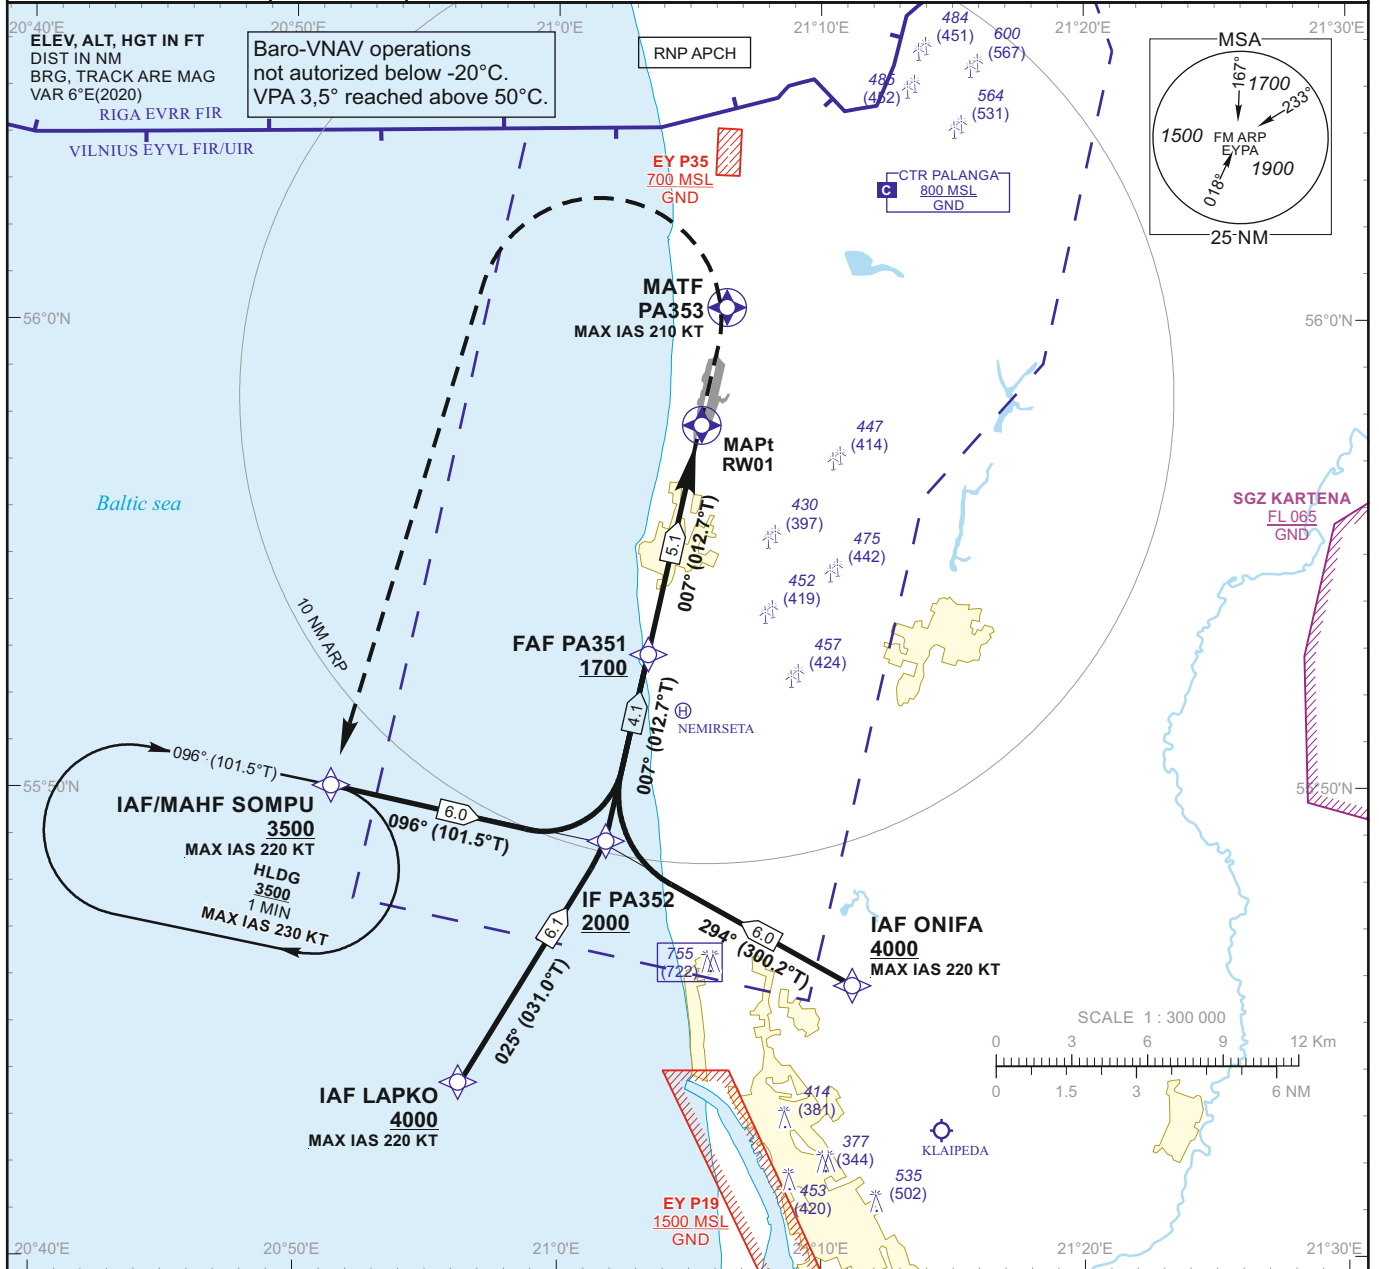 20°40'E
20°50'E
21°0'E
21°10'E
21°20'E
21°30'E
ELEV, ALT, HGT IN FT
DIST IN NM
BRG, TRACK ARE MAG
VAR 6°E(2020)
Baro-VNAV operations
not autorized below -20°C.
VPA 3,5° reached above 50°C.
RNP APCH
RIGA EVRR FIR
VILNIUS EYVL FIR/UIR
484
(451)
600
(567)
485
(452)
564
(531)
MSA
167°
1700
233°
1500
FM ARP
EYPA
1900
018°
25 NM
EY P35
700 MSL
GND
C
CTR PALANGA
800 MSL
GND
MATF
PA353
MAX IAS 210 KT
56°0'N
56°0'N
MAPt
RW01
447
(414)
Baltic sea
430
(397)
475
(442)
452
(419)
457
(424)
SGZ KARTENA
FL 065
GND
5.1
007° (012.7°T)
10 NM ARP
FAF PA351
1700
4.1
007° (012.7°T)
H
NEMIRSETA
096° (101.5°T)
55°50'N
55°50'N
IAF/MAHF SOMPU
3500
MAX IAS 220 KT
HLDG
3500
1 MIN
MAX IAS 230 KT
6.0
096° (101.5°T)
IF PA352
2000
6.1
025° (031.0°T)
6.0
294° (300.2°T)
IAF ONIFA
4000
MAX IAS 220 KT
755
(722)
IAF LAPKO
4000
MAX IAS 220 KT
SCALE 1 : 300 000
0 3 6 9 12 Km
0 1.5 3 6 NM
414
(381)
377
(344)
453
(420)
535
(502)
KLAIPEDA
EY P19
1500 MSL
GND
20°40'E
20°50'E
21°0'E
21°10'E
21°20'E
21°30'E